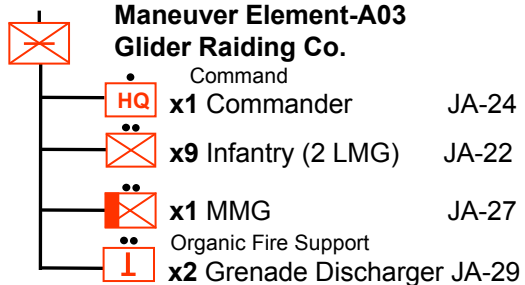 Maneuver Element-A03
Glider Raiding Co.
Command
HQ x1 Commander JA-24
x9 Infantry (2 LMG) JA-22
x1 MMG JA-27
Organic Fire Support
x2 Grenade Discharger JA-29